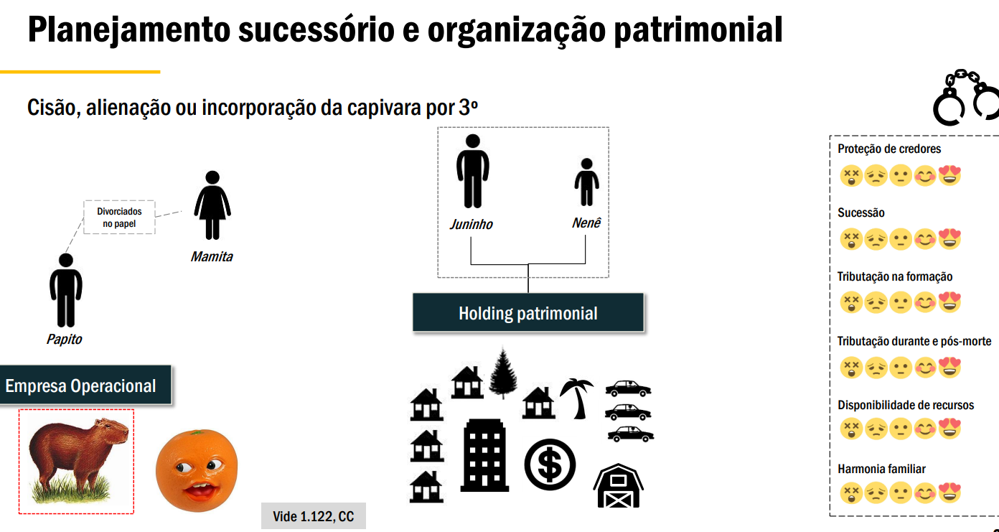 Planejamento sucessório e organização patrimonial
Cisão, alienação ou incorporação da capivara por 3º
Divorciados
no papel
Mamita
Papito
Juninho
Nenê
Holding patrimonial
Empresa Operacional
$
Vide 1.122, CC
Proteção de credores
Sucessão
Tributação na formação
Tributação durante e pós-morte
Disponibilidade de recursos
Harmonia familiar